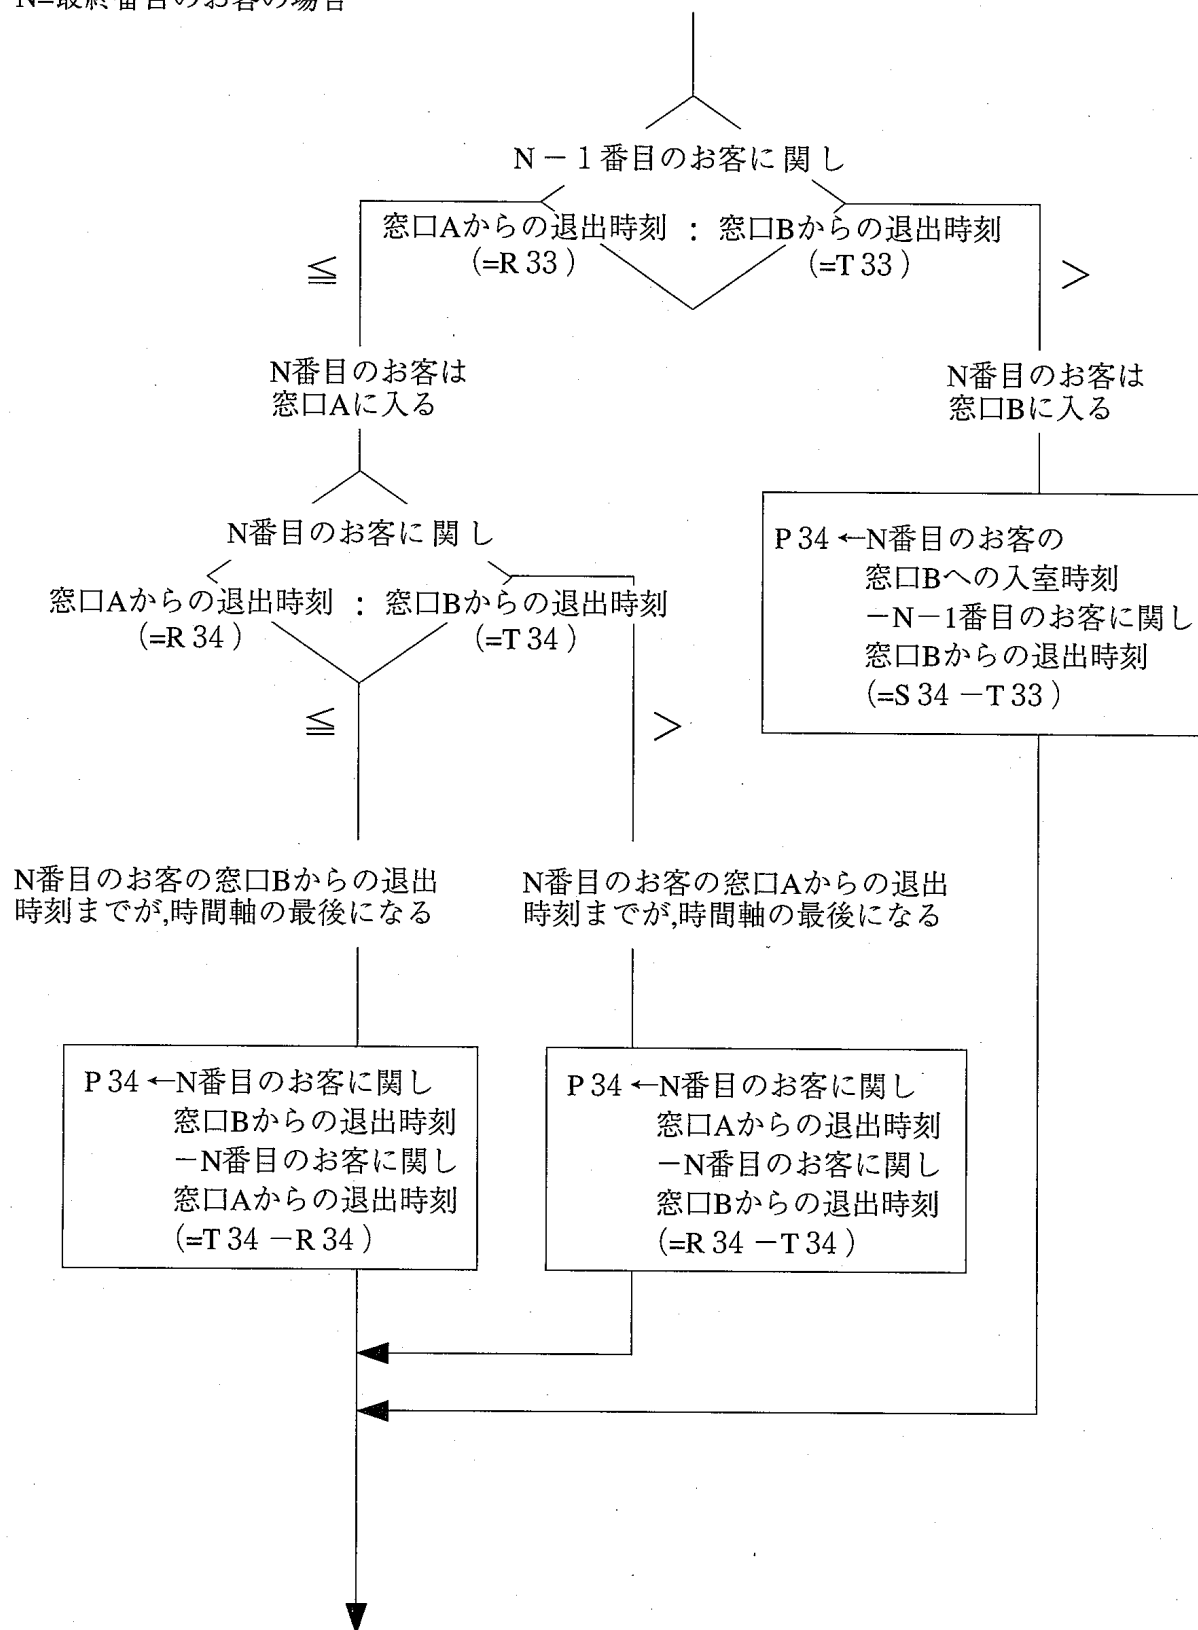 N=最終番目のお客の場合
N－1番目のお客に関し
窓口Aからの退出時刻 : 窓口Bからの退出時刻
(=R 33 ) (=T 33 )
≦ >
N番目のお客は
窓口Aに入る
N番目のお客は
窓口Bに入る
N番目のお客に関し
窓口Aからの退出時刻 : 窓口Bからの退出時刻
(=R 34 ) (=T 34 )
≦ >
P 34 ←N番目のお客の
窓口Bへの入室時刻
－N－1番目のお客に関し
窓口Bからの退出時刻
(=S 34 －T 33 )
N番目のお客の窓口Bからの退出
時刻までが,時間軸の最後になる
N番目のお客の窓口Aからの退出
時刻までが,時間軸の最後になる
P 34 ←N番目のお客に関し
窓口Bからの退出時刻
－N番目のお客に関し
窓口Aからの退出時刻
(=T 34 －R 34 )
P 34 ←N番目のお客に関し
窓口Aからの退出時刻
－N番目のお客に関し
窓口Bからの退出時刻
(=R 34 －T 34 )